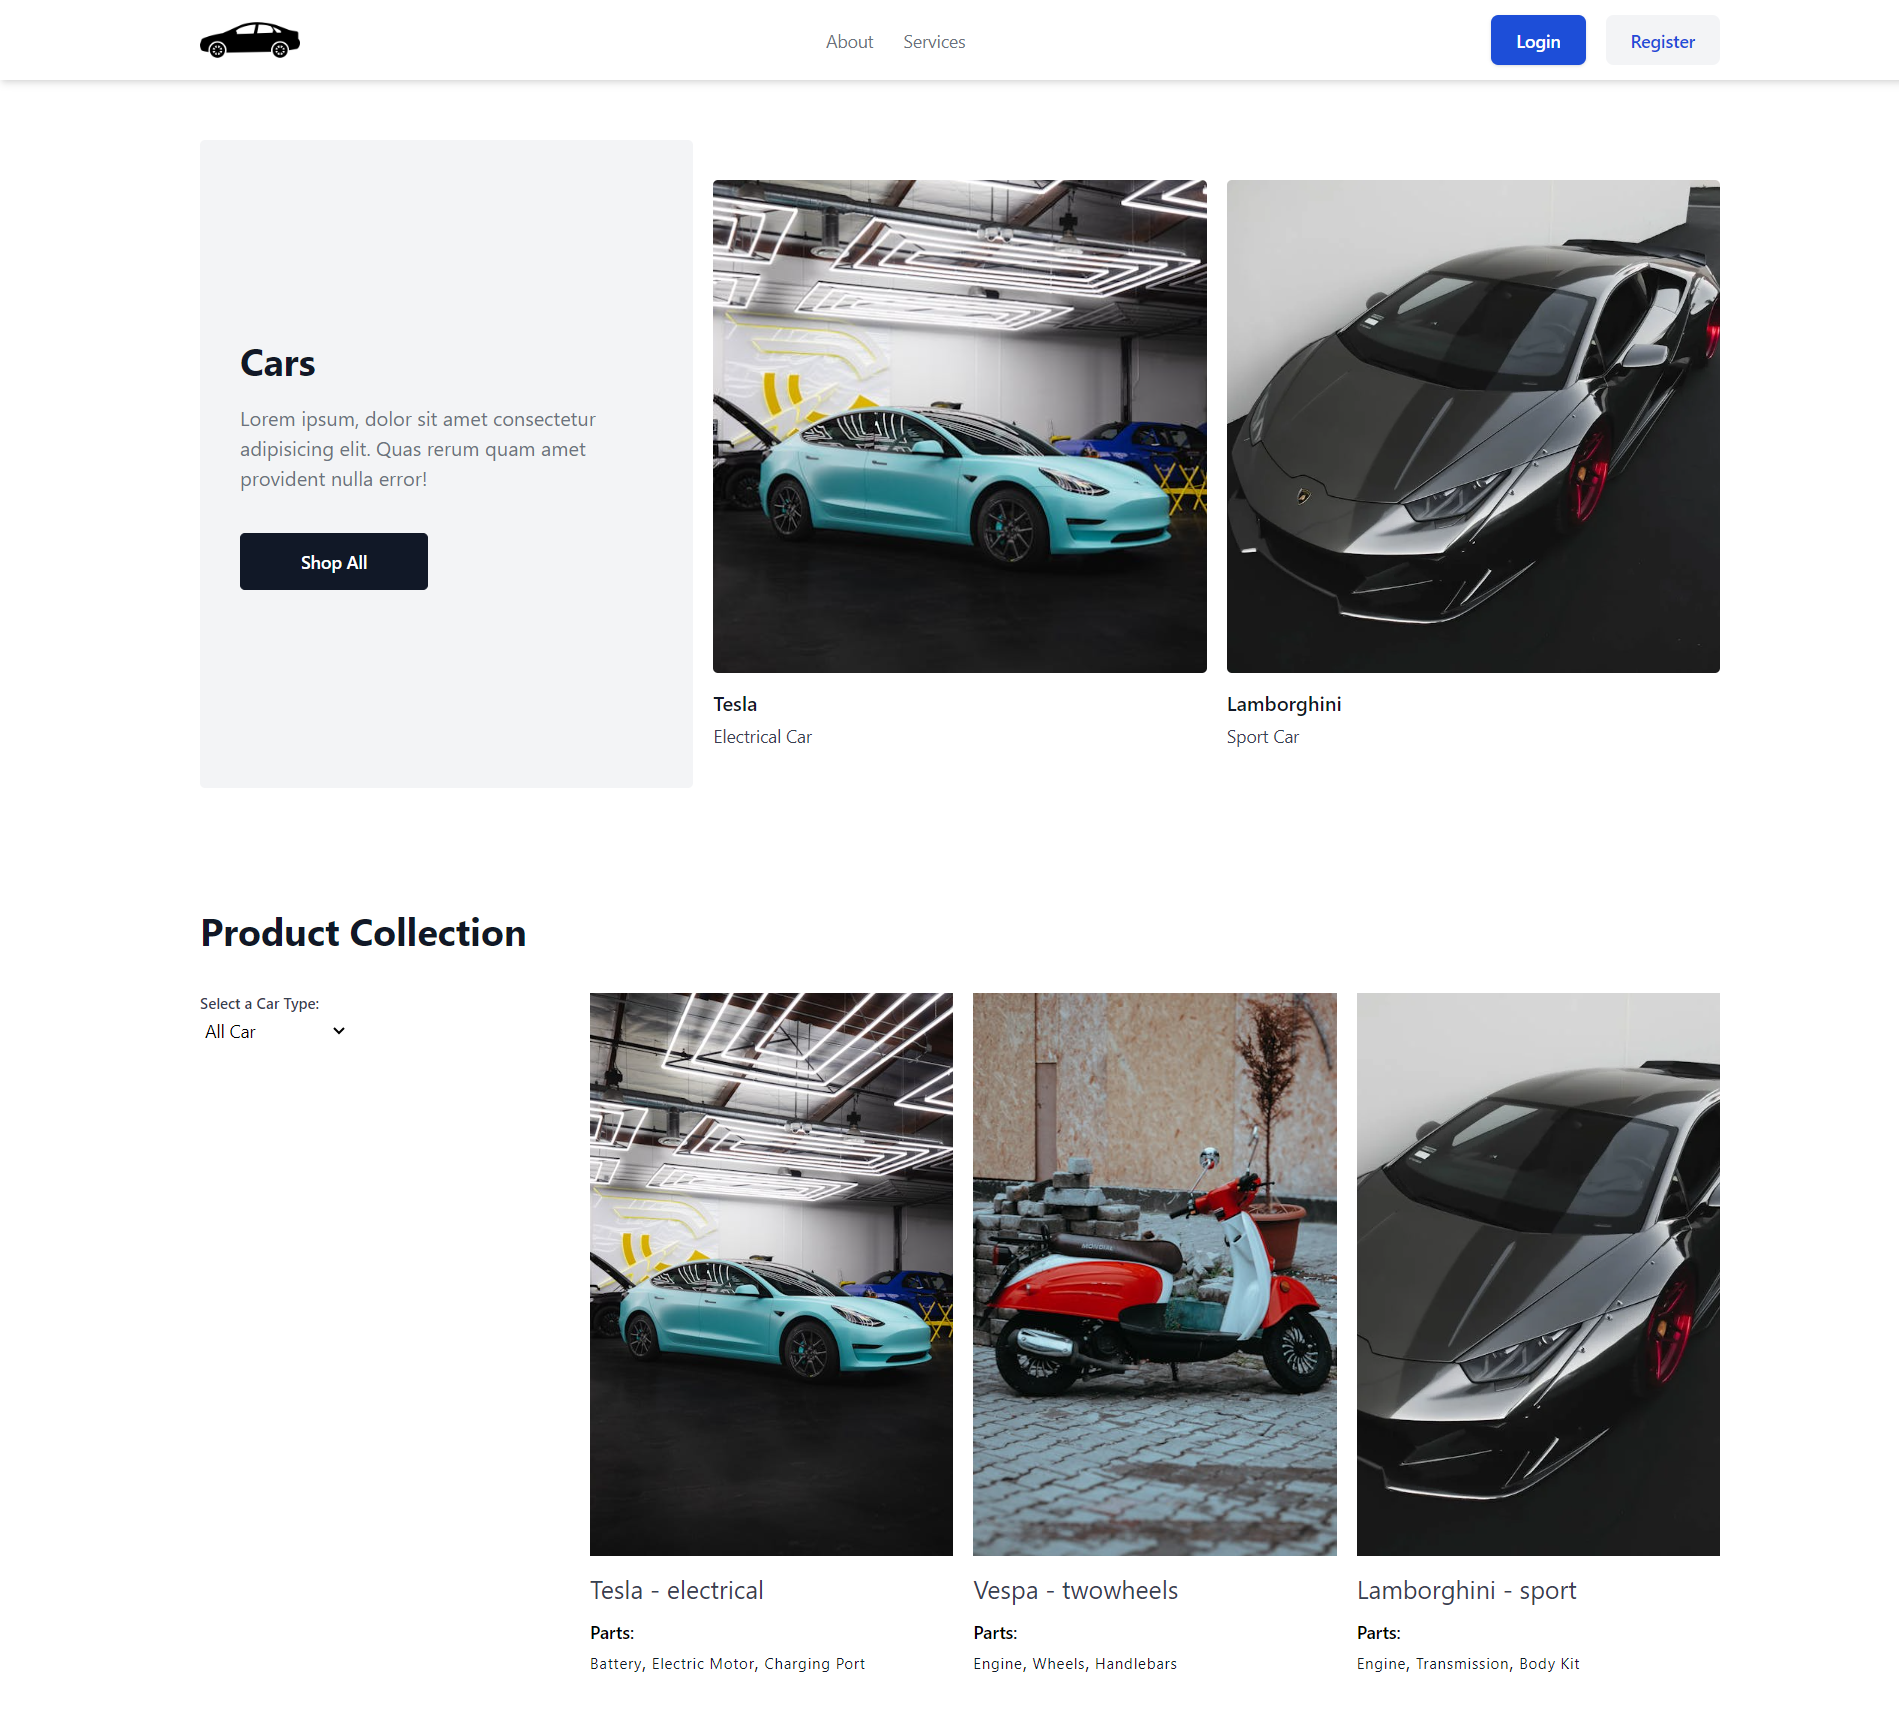 About Services
Login Register
Cars
Lorem ipsum, dolor sit amet consectetur
adipisicing elit. Quas rerum quam amet
provident nulla error!
Shop All
Tesla
Electrical Car
Lamborghini
Sport Car
Product Collection
Select a Car Type:
All Car
MONDIAL
Tesla - electrical
Parts:
Battery, Electric Motor, Charging Port
Vespa - twowheels
Parts:
Engine, Wheels, Handlebars
Lamborghini - sport
Parts:
Engine, Transmission, Body Kit